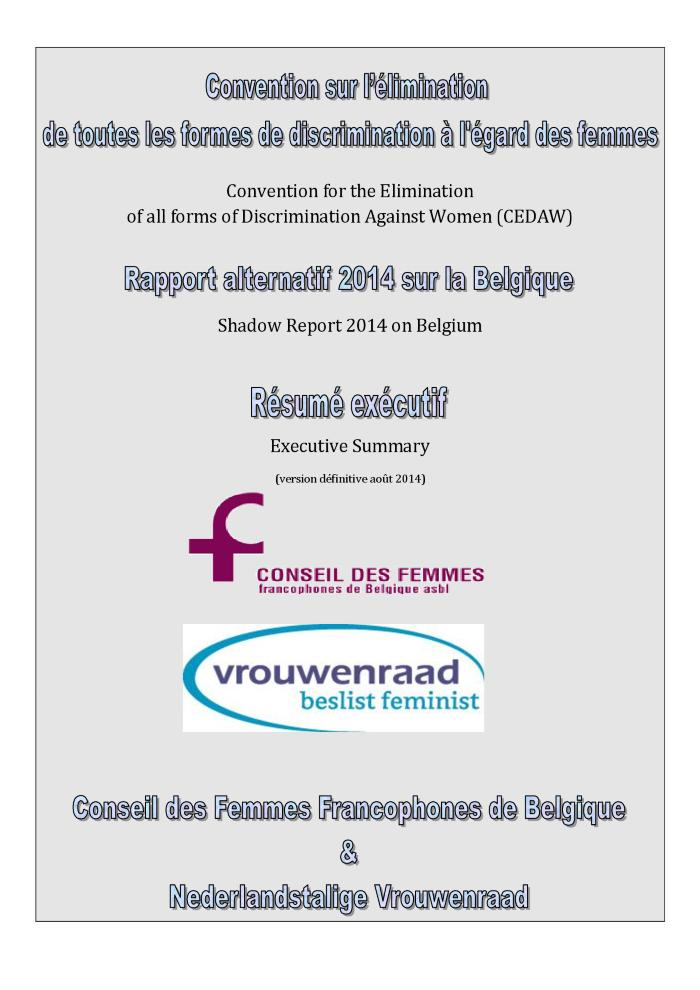 Convention sur l'élimination
de toutes les formes de discrimination à l'égard des femmes
Convention for the Elimination
of all forms of Discrimination Against Women (CEDAW)
Rapport alternatif 2014 sur la Belgique
Shadow Report 2014 on Belgium
Résumé exécutif
Executive Summary
(version définitive août 2014)
CONSEIL DES FEMMES
francophones de Belgique asbl
vrouwenraad
beslist feminist
Conseil des Femmes Francophones de Belgique
&
Nederlandstalige Vrouwenraad